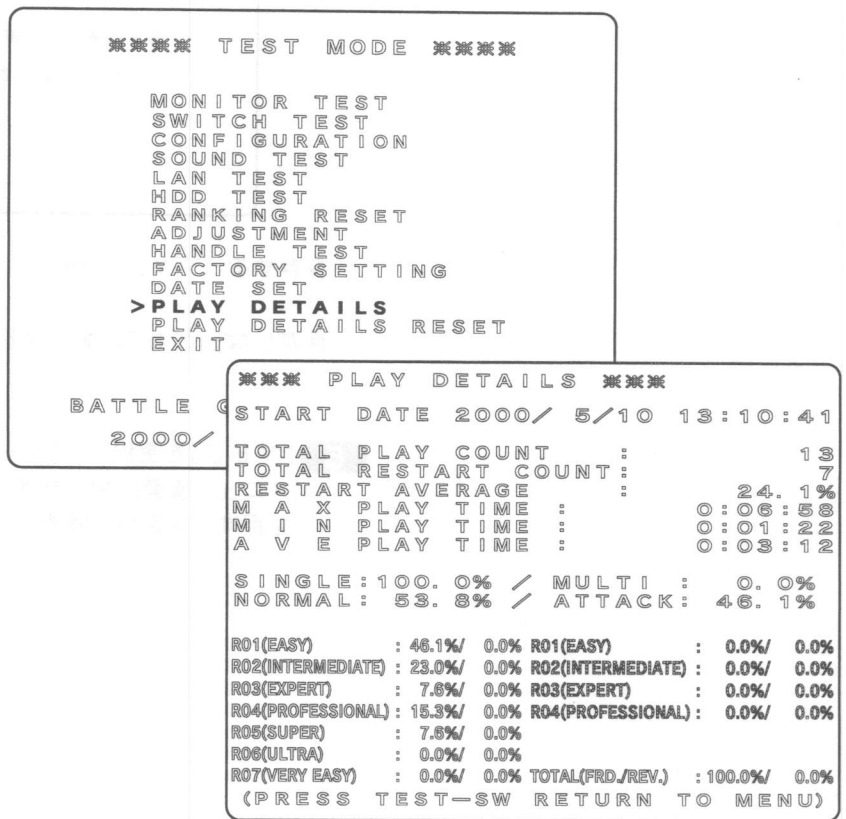 ※※※※ TEST MODE ※※※※
MONITOR TEST
SWITCH TEST
CONFIGURATION
SOUND TEST
LAN TEST
HDD TEST
RANKING RESET
ADJUSTMENT
HANDLE TEST
FACTORY SETTING
DATE SET
>PLAY DETAILS
PLAY DETAILS RESET
EXIT
BATTLE
2000/
※※※ PLAY DETAILS ※※※
START DATE 2000/ 5/10 13:10:41
TOTAL PLAY COUNT : 13
TOTAL RESTART COUNT: 7
RESTART AVERAGE : 24. 1%
M A X PLAY TIME : 0:06:58
M I N PLAY TIME : 0:01:22
A V E PLAY TIME : 0:03:12
SINGLE:100. 0% / MULTI : 0. 0%
NORMAL: 53. 8% / ATTACK: 46. 1%
R01(EASY) : 46.1%/ 0.0% R01(EASY) : 0.0%/ 0.0%
R02(INTERMEDIATE) : 23.0%/ 0.0% R02(INTERMEDIATE) : 0.0%/ 0.0%
R03(EXPERT) : 7.6%/ 0.0% R03(EXPERT) : 0.0%/ 0.0%
R04(PROFESSIONAL) : 15.3%/ 0.0% R04(PROFESSIONAL) : 0.0%/ 0.0%
R05(SUPER) : 7.6%/ 0.0%
R06(ULTRA) : 0.0%/ 0.0%
R07(VERY EASY) : 0.0%/ 0.0% TOTAL(FRD./REV.) : 100.0%/ 0.0%
(PRESS TEST-SW RETURN TO MENU)